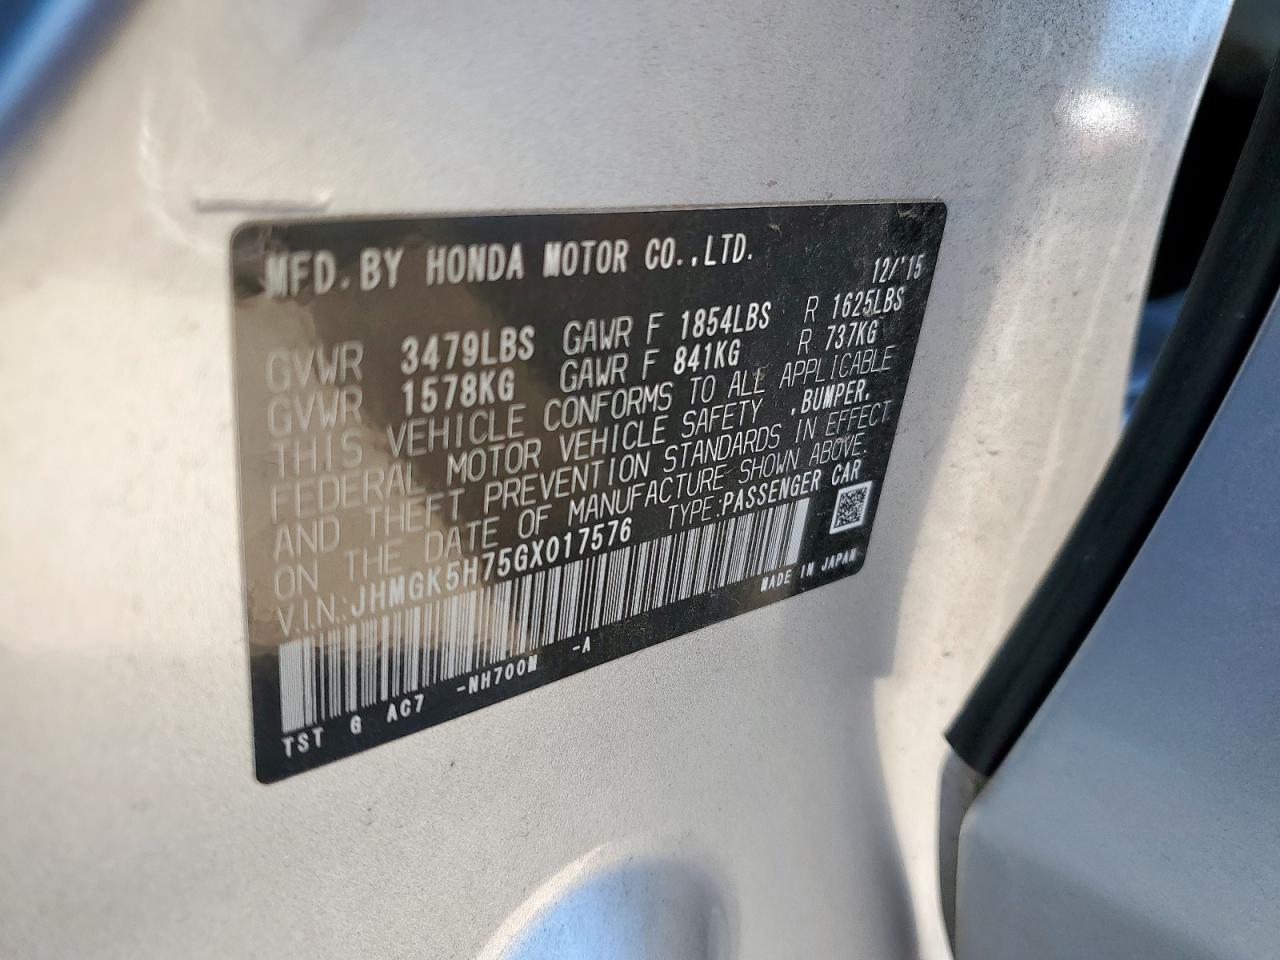 MFD.BY HONDA MOTOR CO.,LTD.
12/'15
GVWR 3479LBS GAWR F 1854LBS R 1625LBS
GVWR 1578KG GAWR F 841KG R 737KG
THIS VEHICLE CONFORMS TO ALL APPLICABLE
FEDERAL MOTOR VEHICLE SAFETY ,BUMPER,
AND THEFT PREVENTION STANDARDS IN EFFECT
ON THE DATE OF MANUFACTURE SHOWN ABOVE.
V.I.N.:JHMGK5H75GX017576 TYPE:PASSENGER CAR
MADE IN JAPAN
TST G AC7 -NH700M -A